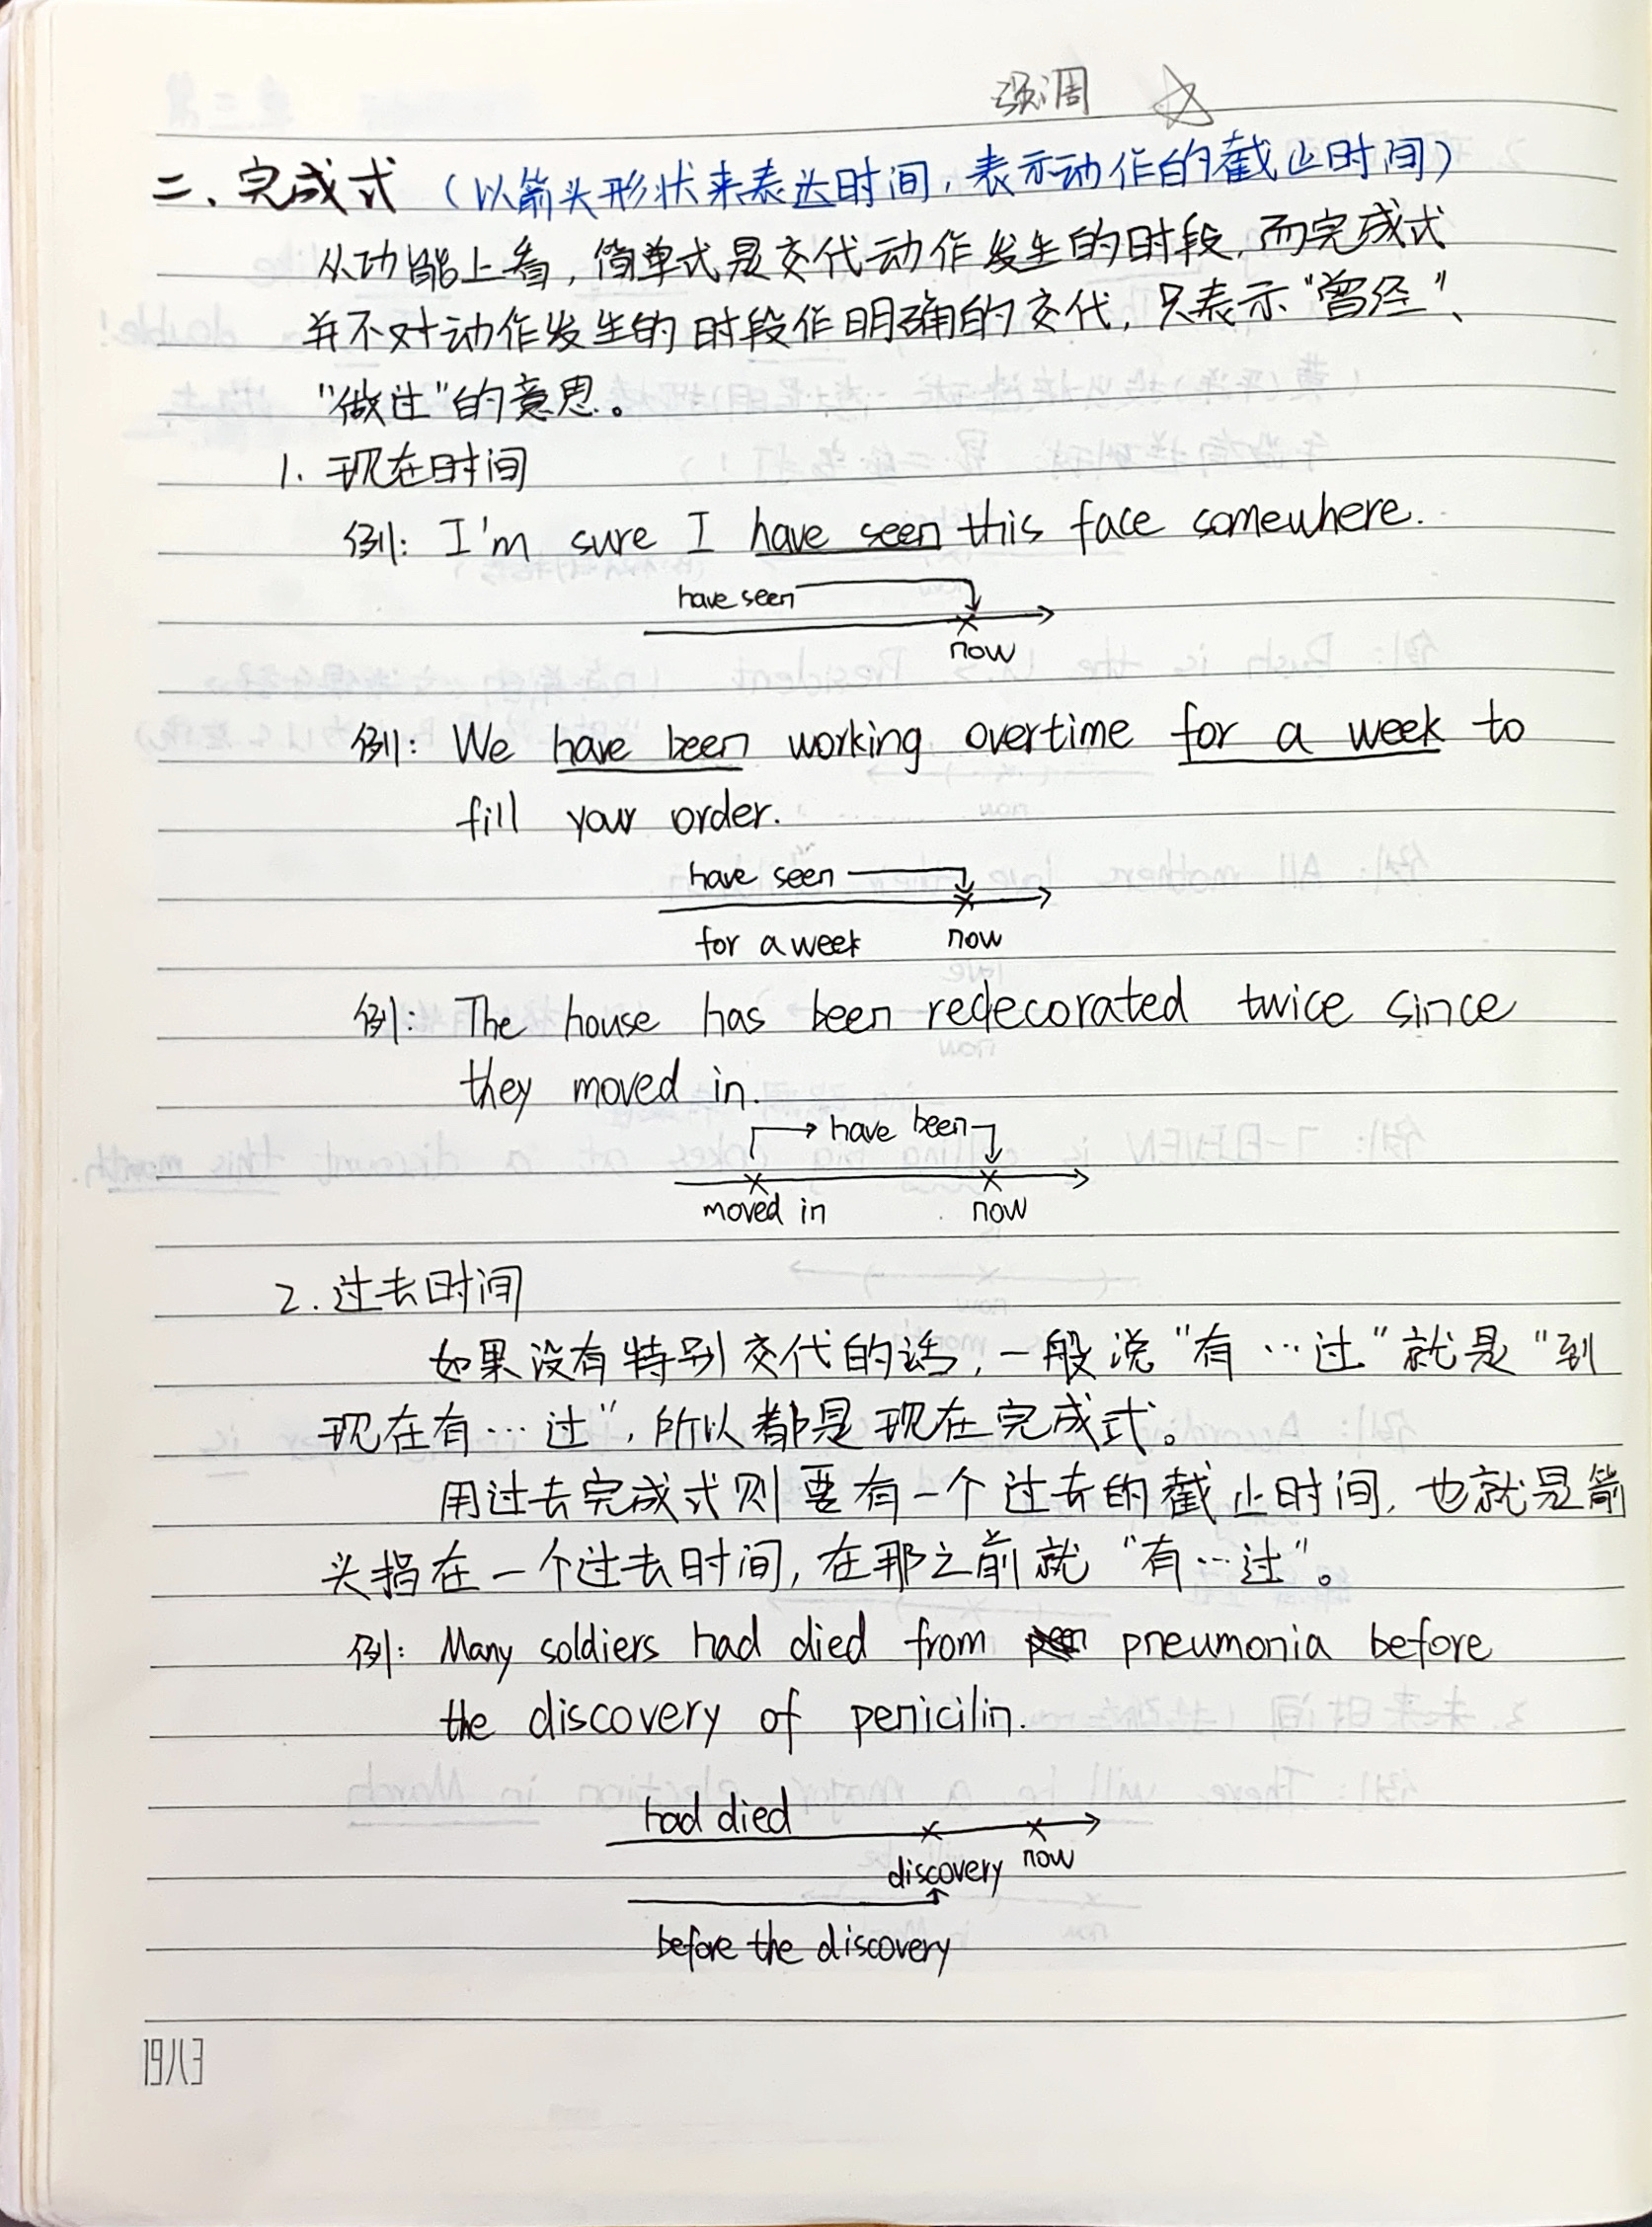 强调 ☆
二、完成式（以箭头形状来表达时间，表示动作的截止时间）
从功能上看，简单式是交代动作发生的时段，而完成式
并不对动作发生的时段作明确的交代，只表示“曾经”、
“做过”的意思。
1. 现在时间
例: I'm sure I have seen this face somewhere.
have seen
now
例: We have been working overtime for a week to
fill your order.
have seen
for a week now
例: The house has been redecorated twice since
they moved in.
have been
moved in now
2. 过去时间
如果没有特别交代的话，一般说“有…过”就是“到
现在有…过”，所以都是现在完成式。
用过去完成式则要有一个过去的截止时间，也就是箭
头指在一个过去时间，在那之前就“有…过”。
例: Many soldiers had died from pneumonia before
the discovery of penicilin.
had died
discovery now
before the discovery